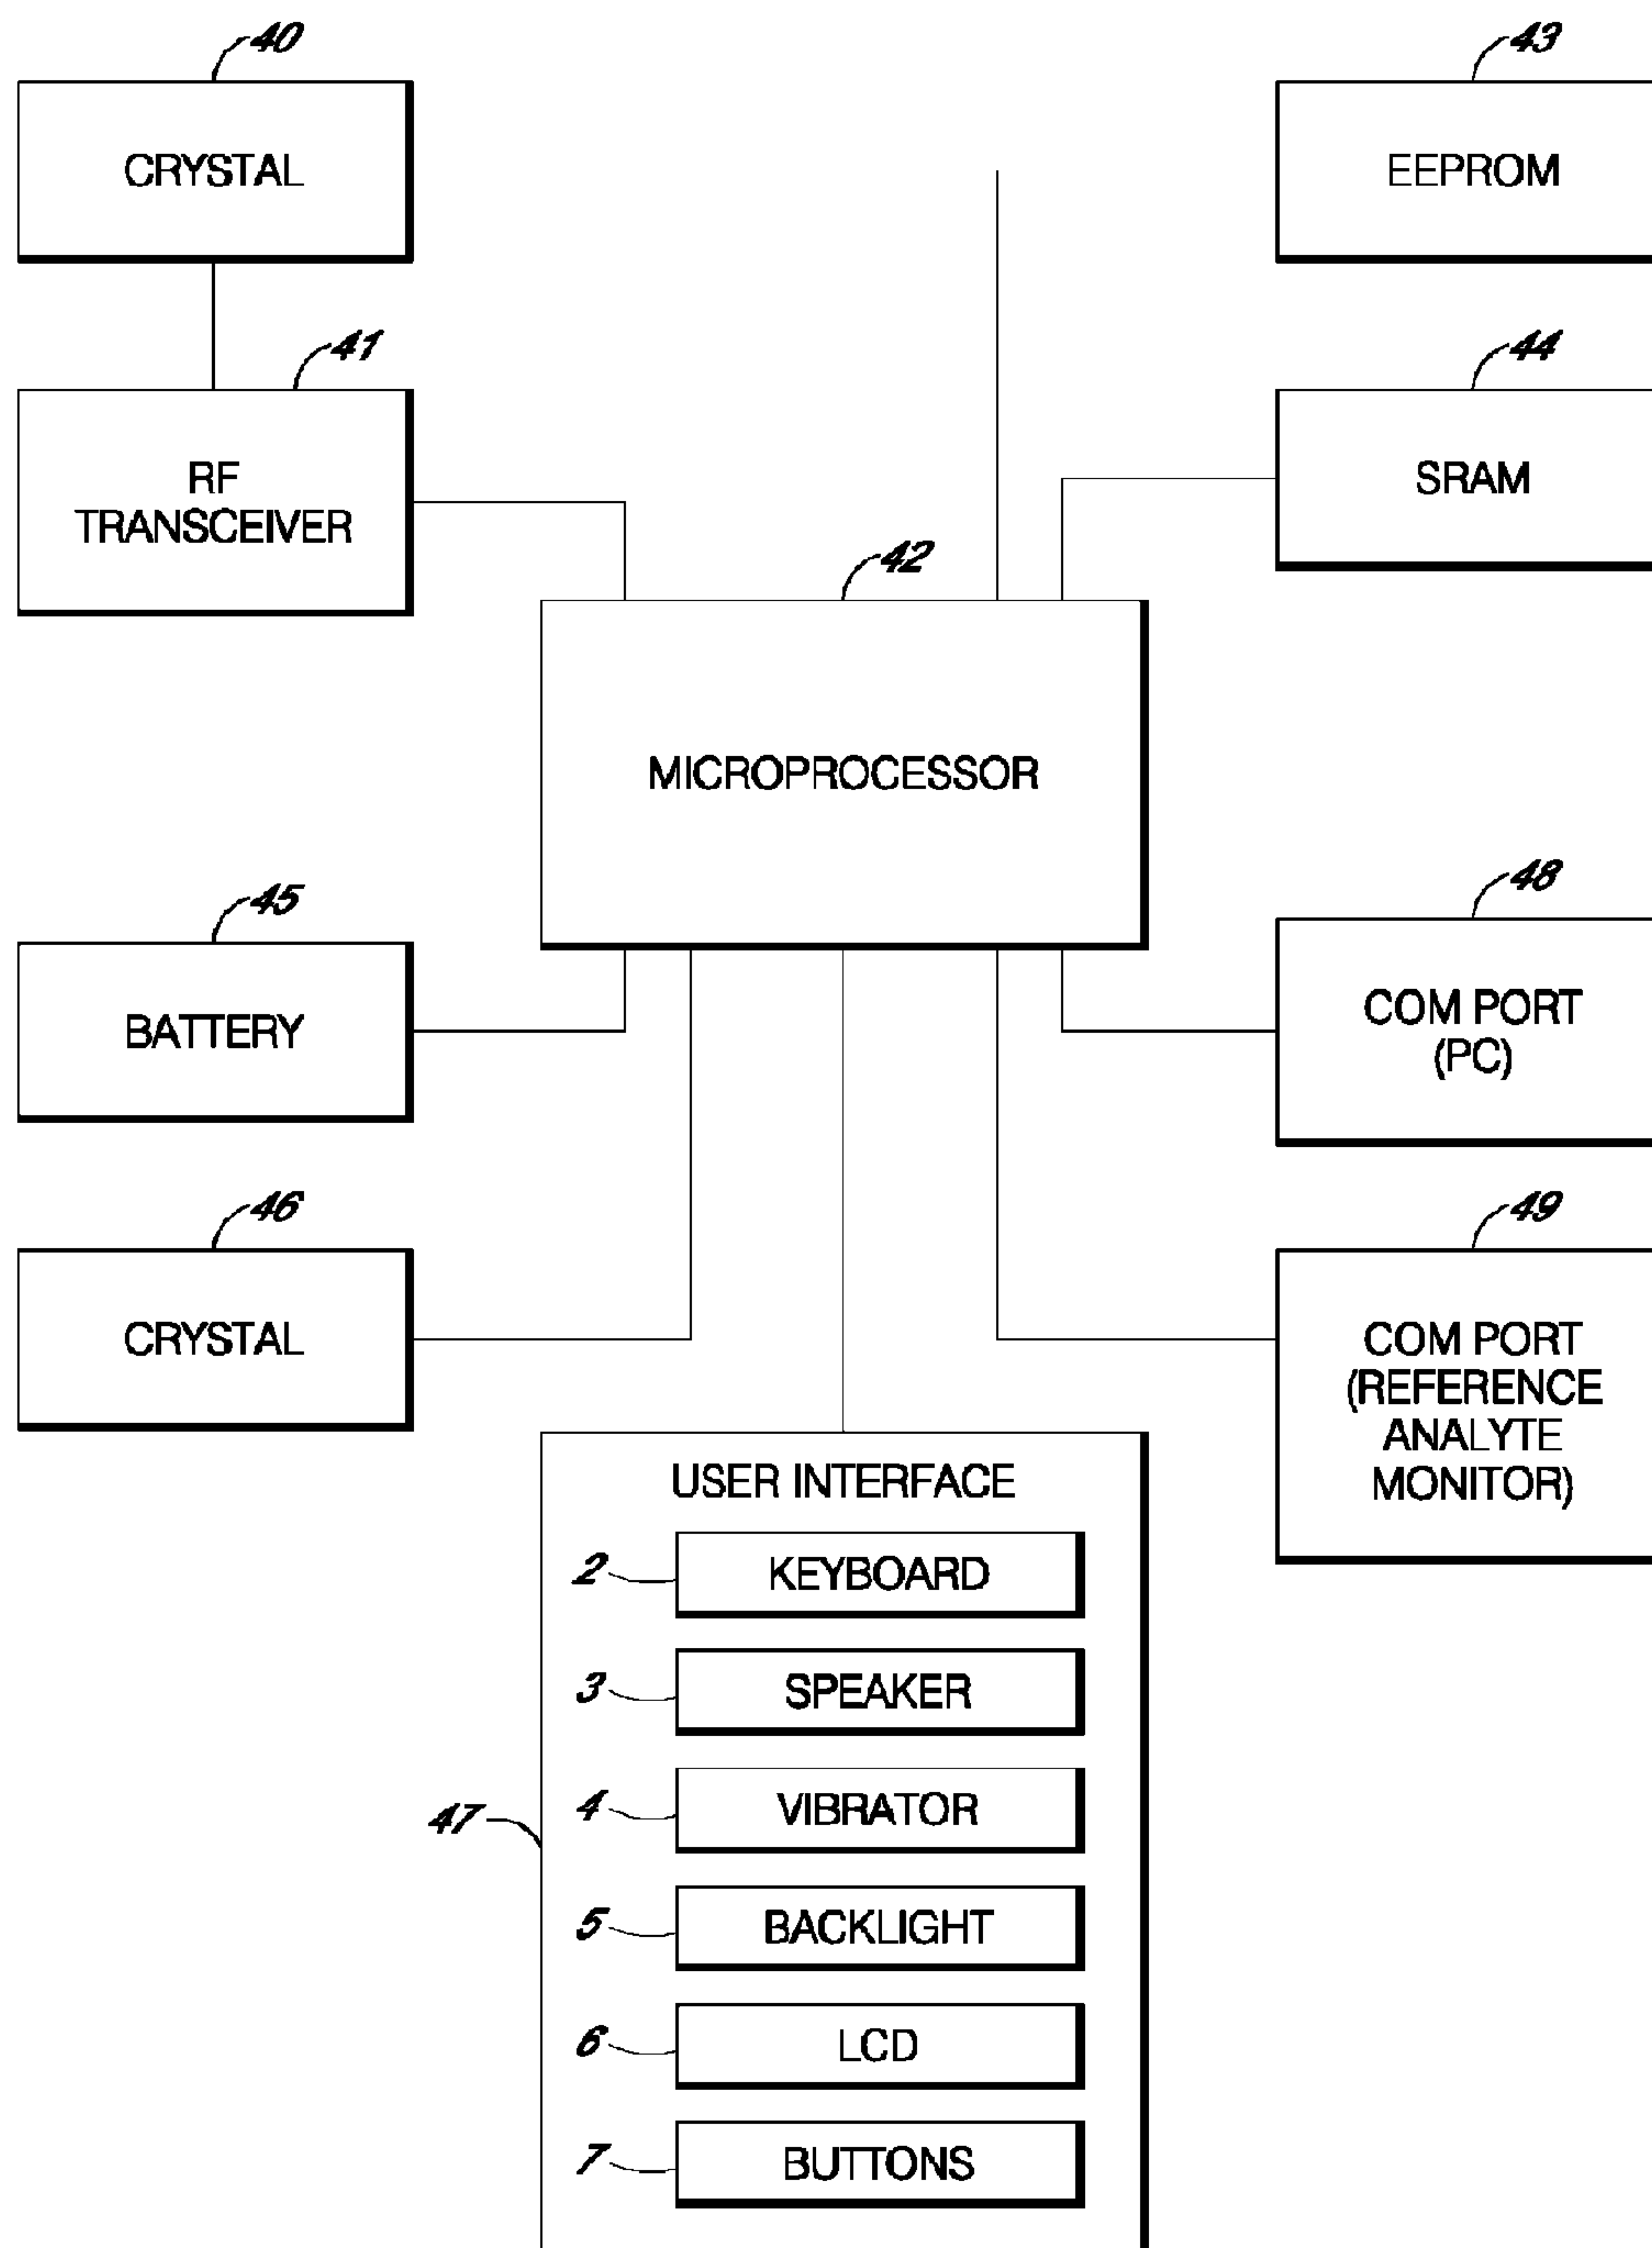 40
CRYSTAL
43
EEPROM
41
RF
TRANSCEIVER
44
SRAM
42
MICROPROCESSOR
45
BATTERY
48
COM PORT
(PC)
46
CRYSTAL
49
COM PORT
(REFERENCE
ANALYTE
MONITOR)
47
USER INTERFACE
2 KEYBOARD
3 SPEAKER
4 VIBRATOR
5 BACKLIGHT
6 LCD
7 BUTTONS